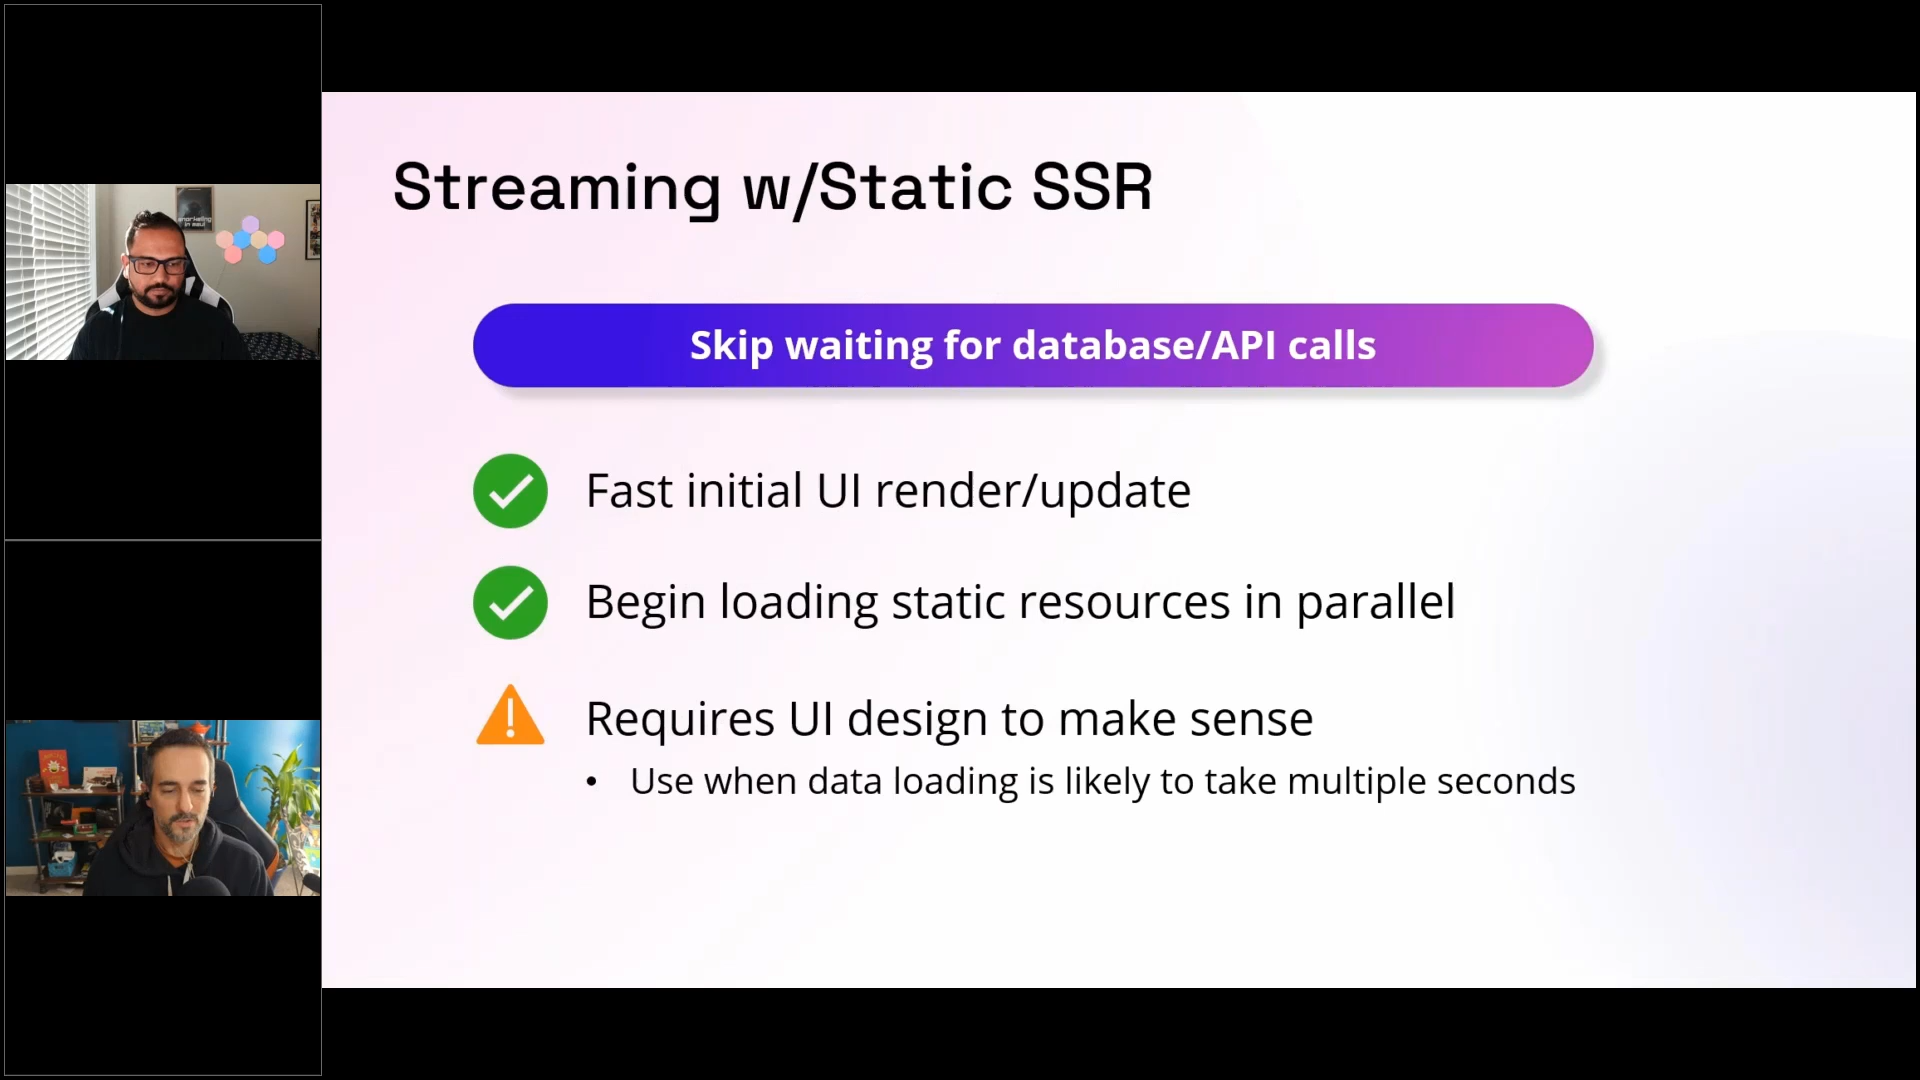 Streaming w/Static SSR
Skip waiting for database/API calls
Fast initial UI render/update
Begin loading static resources in parallel
Requires UI design to make sense
• Use when data loading is likely to take multiple seconds